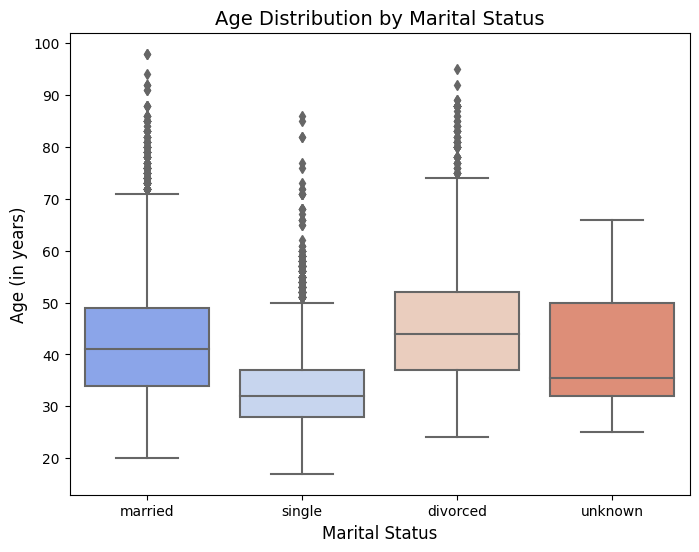 Age Distribution by Marital Status
100
90
80
70
60
50
40
30
20
Age (in years)
married single divorced unknown
Marital Status